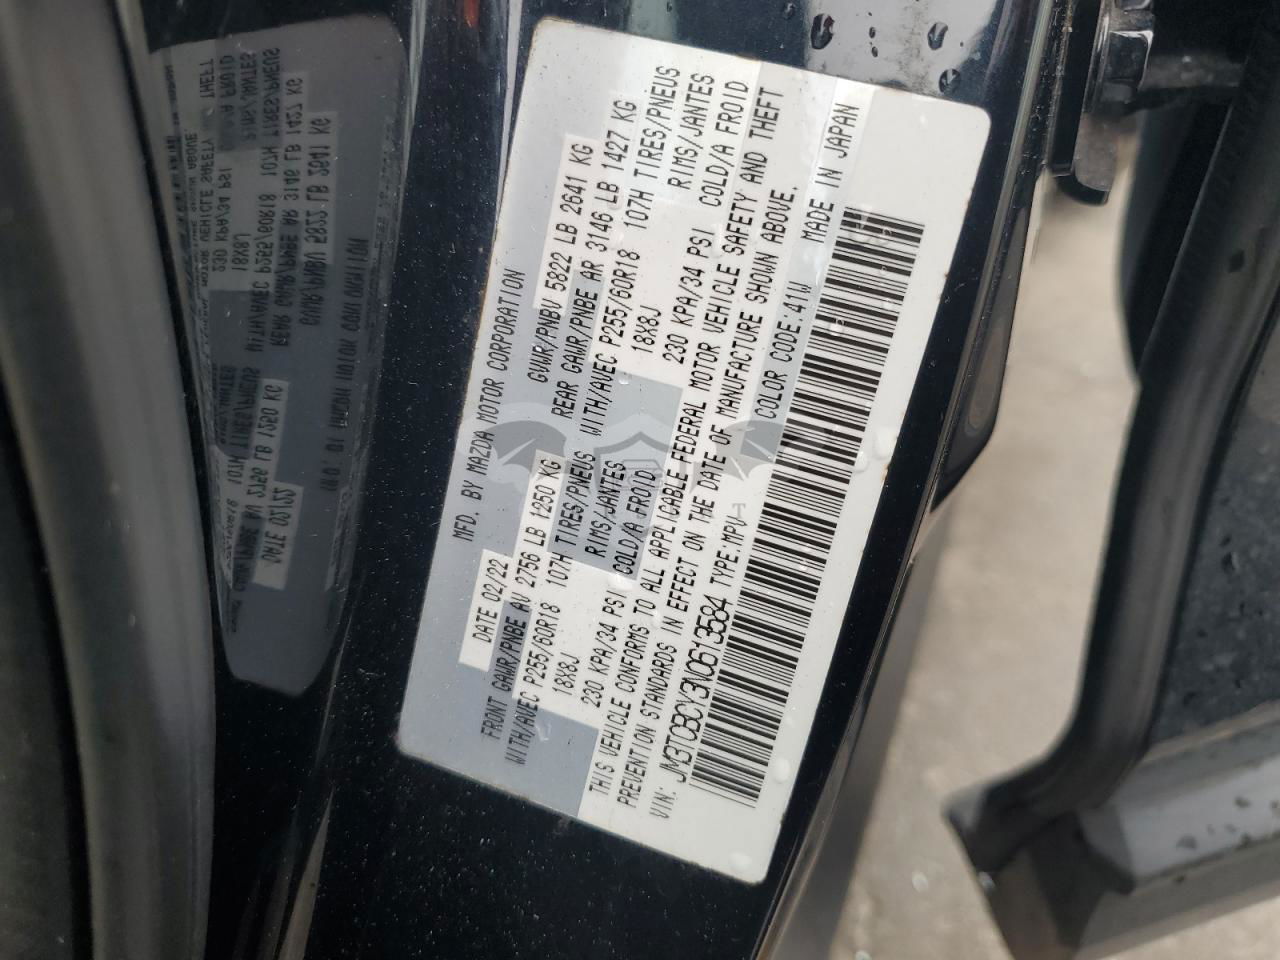 MFD. BY MAZDA MOTOR CORPORATION
DATE 02/22 GVWR/PNBV 5822 LB 2641 KG
FRONT GAWR/PNBE AV 2756 LB 1250 KG REAR GAWR/PNBE AR 3146 LB 1427 KG
WITH/AVEC P255/60R18 107H TIRES/PNEUS WITH/AVEC P255/60R18 107H TIRES/PNEUS
18X8J RIMS/JANTES 18X8J RIMS/JANTES
230 KPA/34 PSI COLD/A FROID 230 KPA/34 PSI COLD/A FROID
THIS VEHICLE CONFORMS TO ALL APPLICABLE FEDERAL MOTOR VEHICLE SAFETY AND THEFT
PREVENTION STANDARDS IN EFFECT ON THE DATE OF MANUFACTURE SHOWN ABOVE.
VIN: JM3TCBCY3N0613584 TYPE:MPV COLOR CODE:41W MADE IN JAPAN